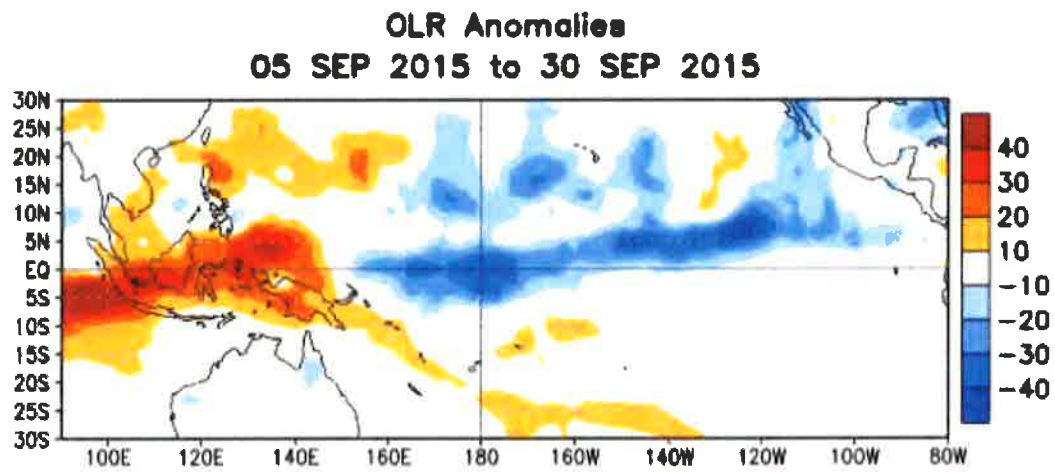 OLR Anomalies
05 SEP 2015 to 30 SEP 2015
30N
25N
20N
15N
10N
5N
EQ
5S
10S
15S
20S
25S
30S
100E 120E 140E 160E 180 160W 140W 120W 100W 80W
40
30
20
10
-10
-20
-30
-40